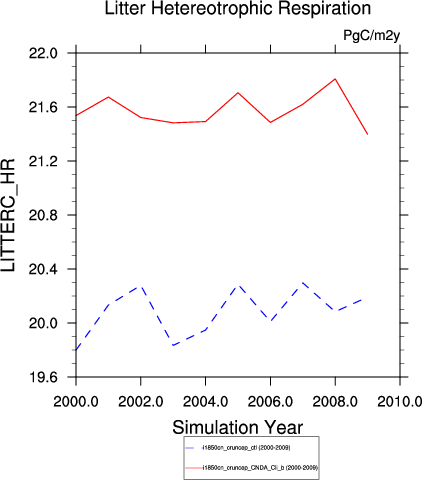 Litter Hetereotrophic Respiration
PgC/m2y
22.0
21.6
21.2
20.8
20.4
20.0
19.6
LITTERC_HR
2000.0 2002.0 2004.0 2006.0 2008.0 2010.0
Simulation Year
i1850cn_cruncep_ctl (2000-2009)
i1850cn_cruncep_CNDA_Cli_b (2000-2009)